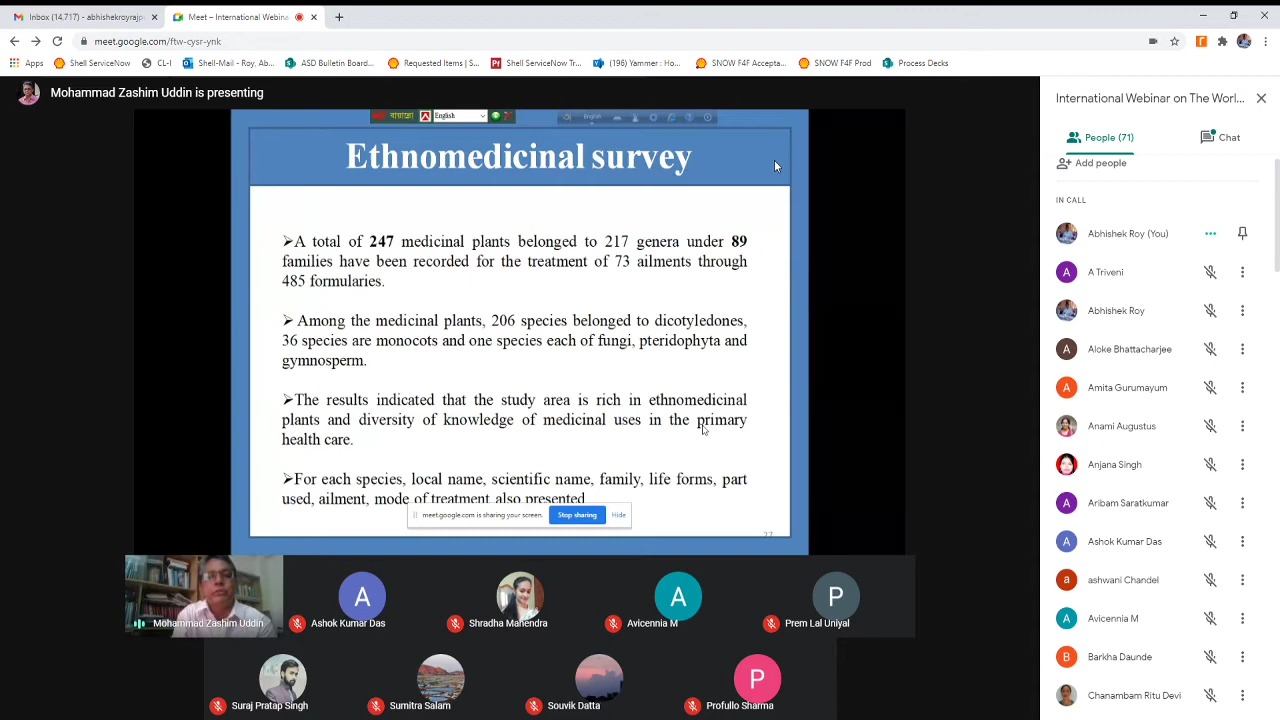 Inbox (14,717) - abhishekroyraj
Meet – International Webinar
meet.google.com/ftw-cysr-ynk
Apps
Shell ServiceNow
CL-I
Shell-Mail - Roy, Ab...
ASD Bulletin Board...
Requested Items | S...
Shell ServiceNow Tr...
(196) Yammer : Ho...
SNOW F4F Accepta...
SNOW F4F Prod
Process Decks
Mohammad Zashim Uddin is presenting
English
English
Ethnomedicinal survey
➢A total of 247 medicinal plants belonged to 217 genera under 89
families have been recorded for the treatment of 73 ailments through
485 formularies.
➢ Among the medicinal plants, 206 species belonged to dicotyledones,
36 species are monocots and one species each of fungi, pteridophyta and
gymnosperm.
➢The results indicated that the study area is rich in ethnomedicinal
plants and diversity of knowledge of medicinal uses in the primary
health care.
➢For each species, local name, scientific name, family, life forms, part
used, ailment, mode of treatment also presented
meet.google.com is sharing your screen.
Stop sharing
Hide
27
Mohammad Zashim Uddin
Ashok Kumar Das
Shradha Mahendra
Avicennia M
Prem Lal Uniyal
Suraj Pratap Singh
Sumitra Salam
Souvik Datta
Profullo Sharma
International Webinar on The Worl...
People (71)
Chat
Add people
IN CALL
Abhishek Roy (You)
A Triveni
Abhishek Roy
Aloke Bhattacharjee
Amita Gurumayum
Anami Augustus
Anjana Singh
Aribam Saratkumar
Ashok Kumar Das
ashwani Chandel
Avicennia M
Barkha Daunde
Chanambam Ritu Devi